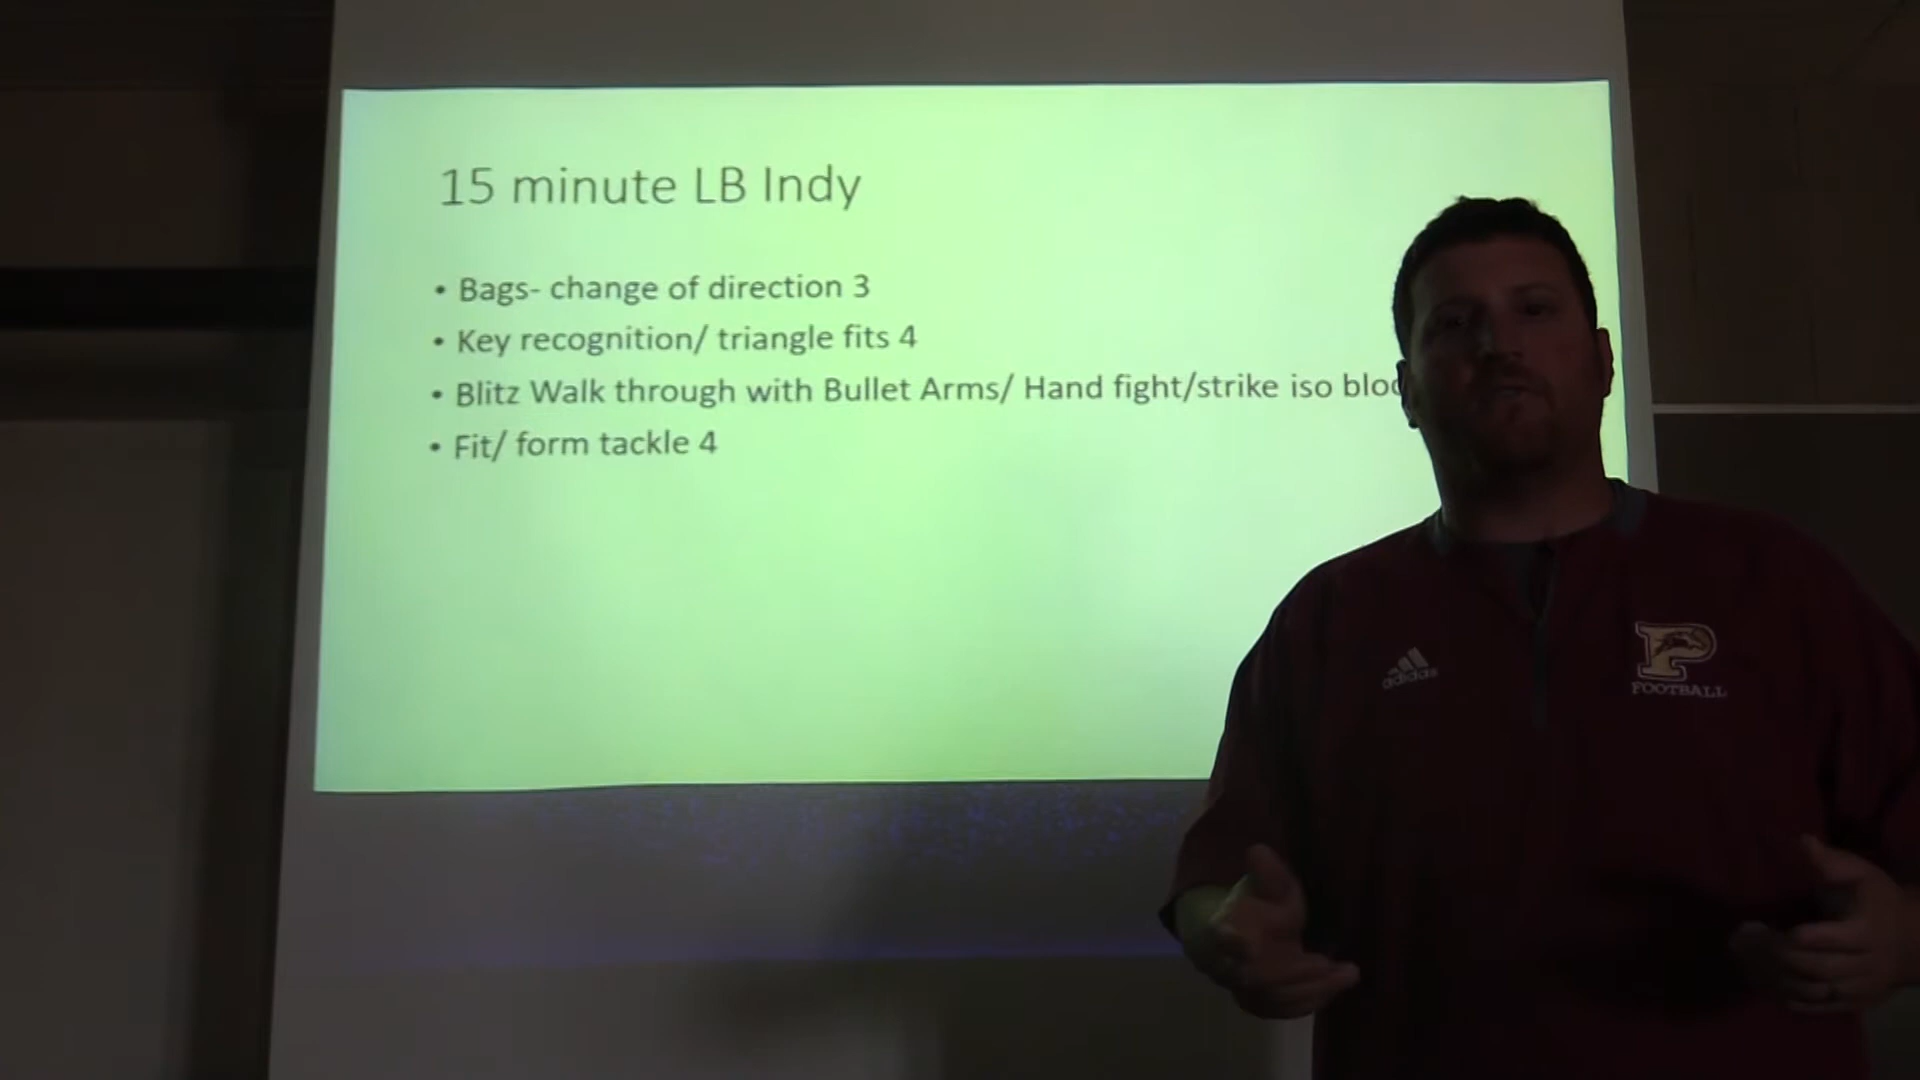 15 minute LB Indy
• Bags- change of direction 3
• Key recognition/ triangle fits 4
• Blitz Walk through with Bullet Arms/ Hand fight/strike iso
• Fit/ form tackle 4
adidas
P
FOOTBALL